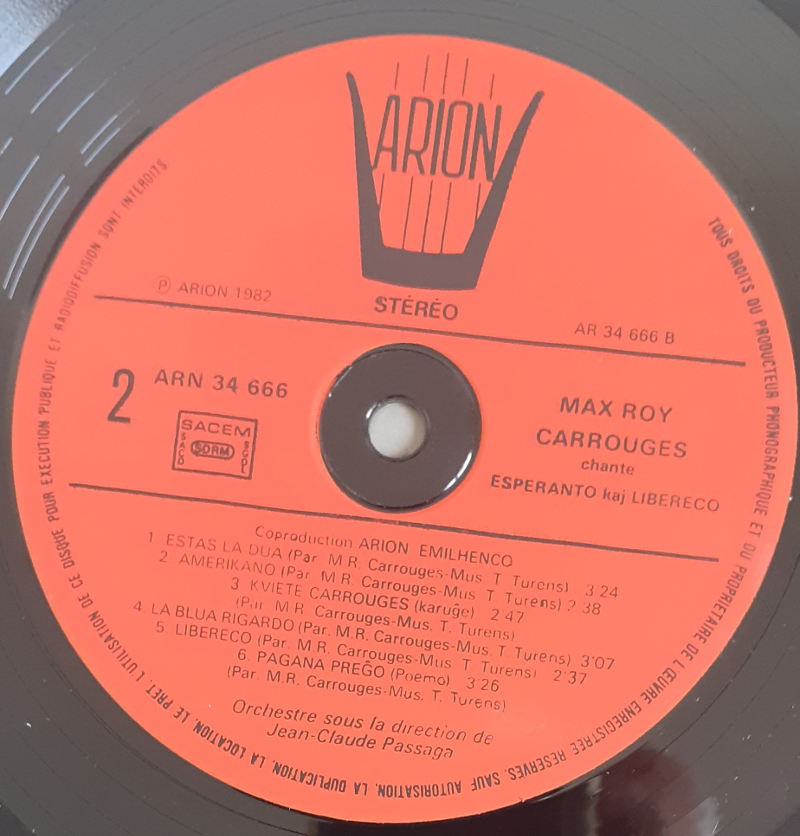 ARION
STÉRÉO
Ⓟ ARION 1982
AR 34 666 B
2
ARN 34 666
SACEM
SACD
SDRM
SGDL
MAX ROY
CARROUGES
chante
ESPERANTO kaj LIBERECO
Coproduction ARION EMILHENCO
1 ESTAS LA DUA (Par. M.R. Carrouges-Mus. T. Turens) 3'24
2 AMERIKANO (Par. M.R. Carrouges-Mus. T. Turens) 2'38
3 KVIETE CARROUGES (karuĝe) 2'47
(Par. M.R. Carrouges-Mus. T. Turens)
4 LA BLUA RIGARDO (Par. M.R. Carrouges-Mus. T. Turens) 3'07
5 LIBERECO (Par. M.R. Carrouges-Mus. T. Turens) 2'37
6. PAGANA PREĜO (Poemo) 3'26
(Par. M.R. Carrouges-Mus. T. Turens)
Orchestre sous la direction de
Jean-Claude Passaga
TOUS DROITS DU PRODUCTEUR PHONOGRAPHIQUE ET DU PROPRIETAIRE DE L'ŒUVRE ENREGISTREE RESERVES. SAUF AUTORISATION, LA DUPLICATION, LA LOCATION, LE PRET, L'UTILISATION DE CE DISQUE POUR EXECUTION PUBLIQUE ET RADIODIFFUSION SONT INTERDITS